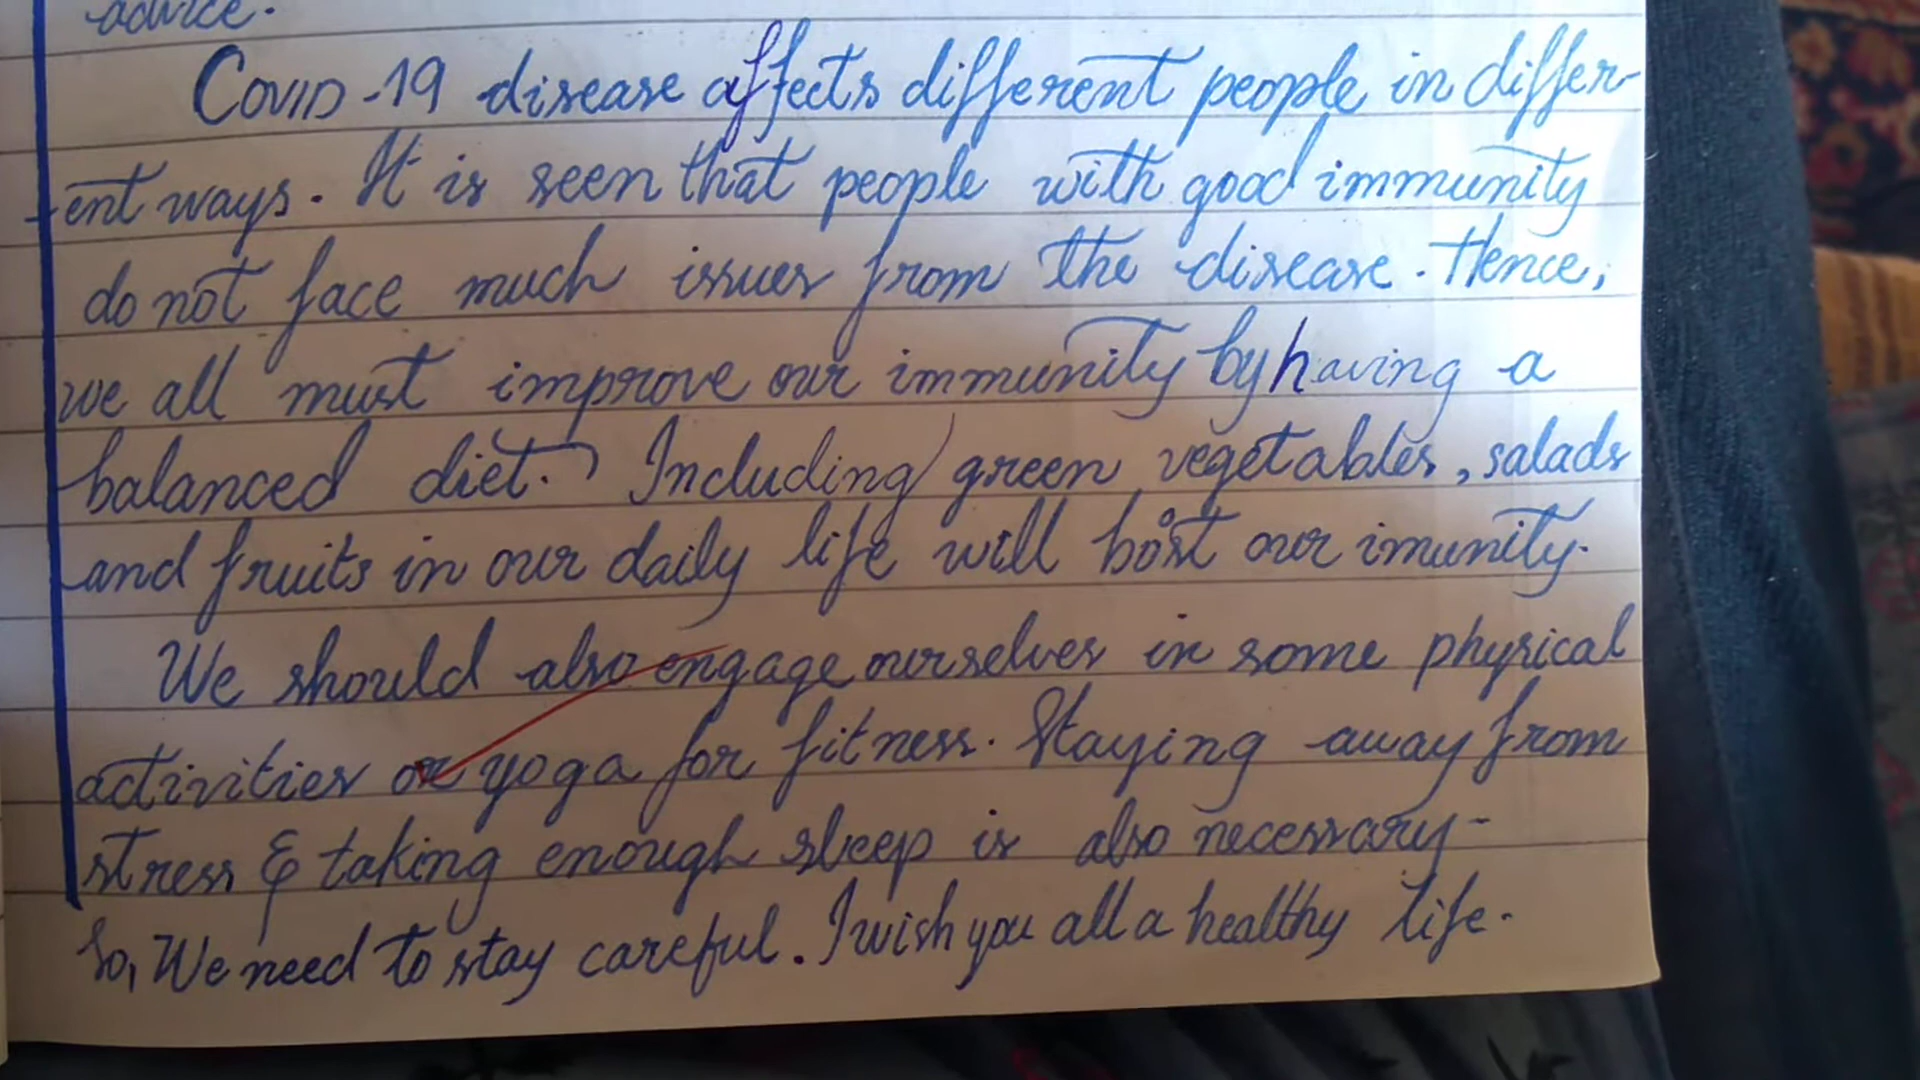 advice.
COVID-19 disease affects different people in differ-
-ent ways. It is seen that people with good immunity
do not face much issues from the disease. Hence,
we all must improve our immunity by having a
balanced diet. Including green vegetables, salads
and fruits in our daily life will boost our imunity.
We should also engage ourselves in some physical
activities or yoga for fitness. Staying away from
stress & taking enough sleep is also necessary-
So, We need to stay careful. I wish you all a healthy life.